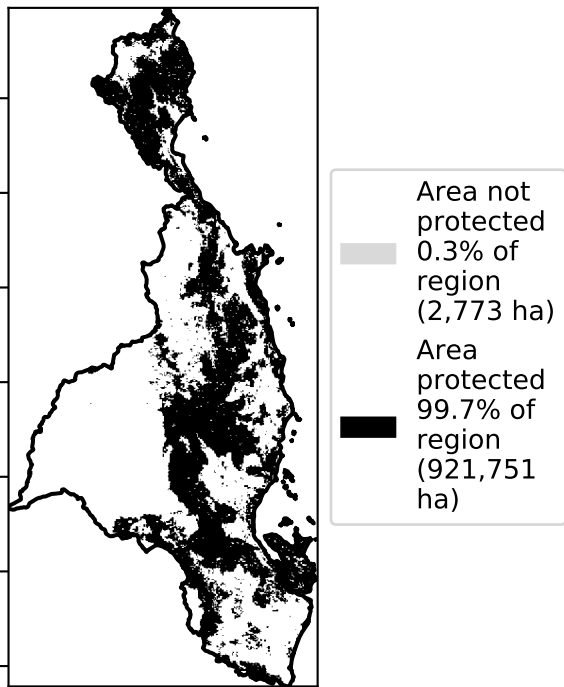 Area not
protected
0.3% of
region
(2,773 ha)
Area
protected
99.7% of
region
(921,751
ha)